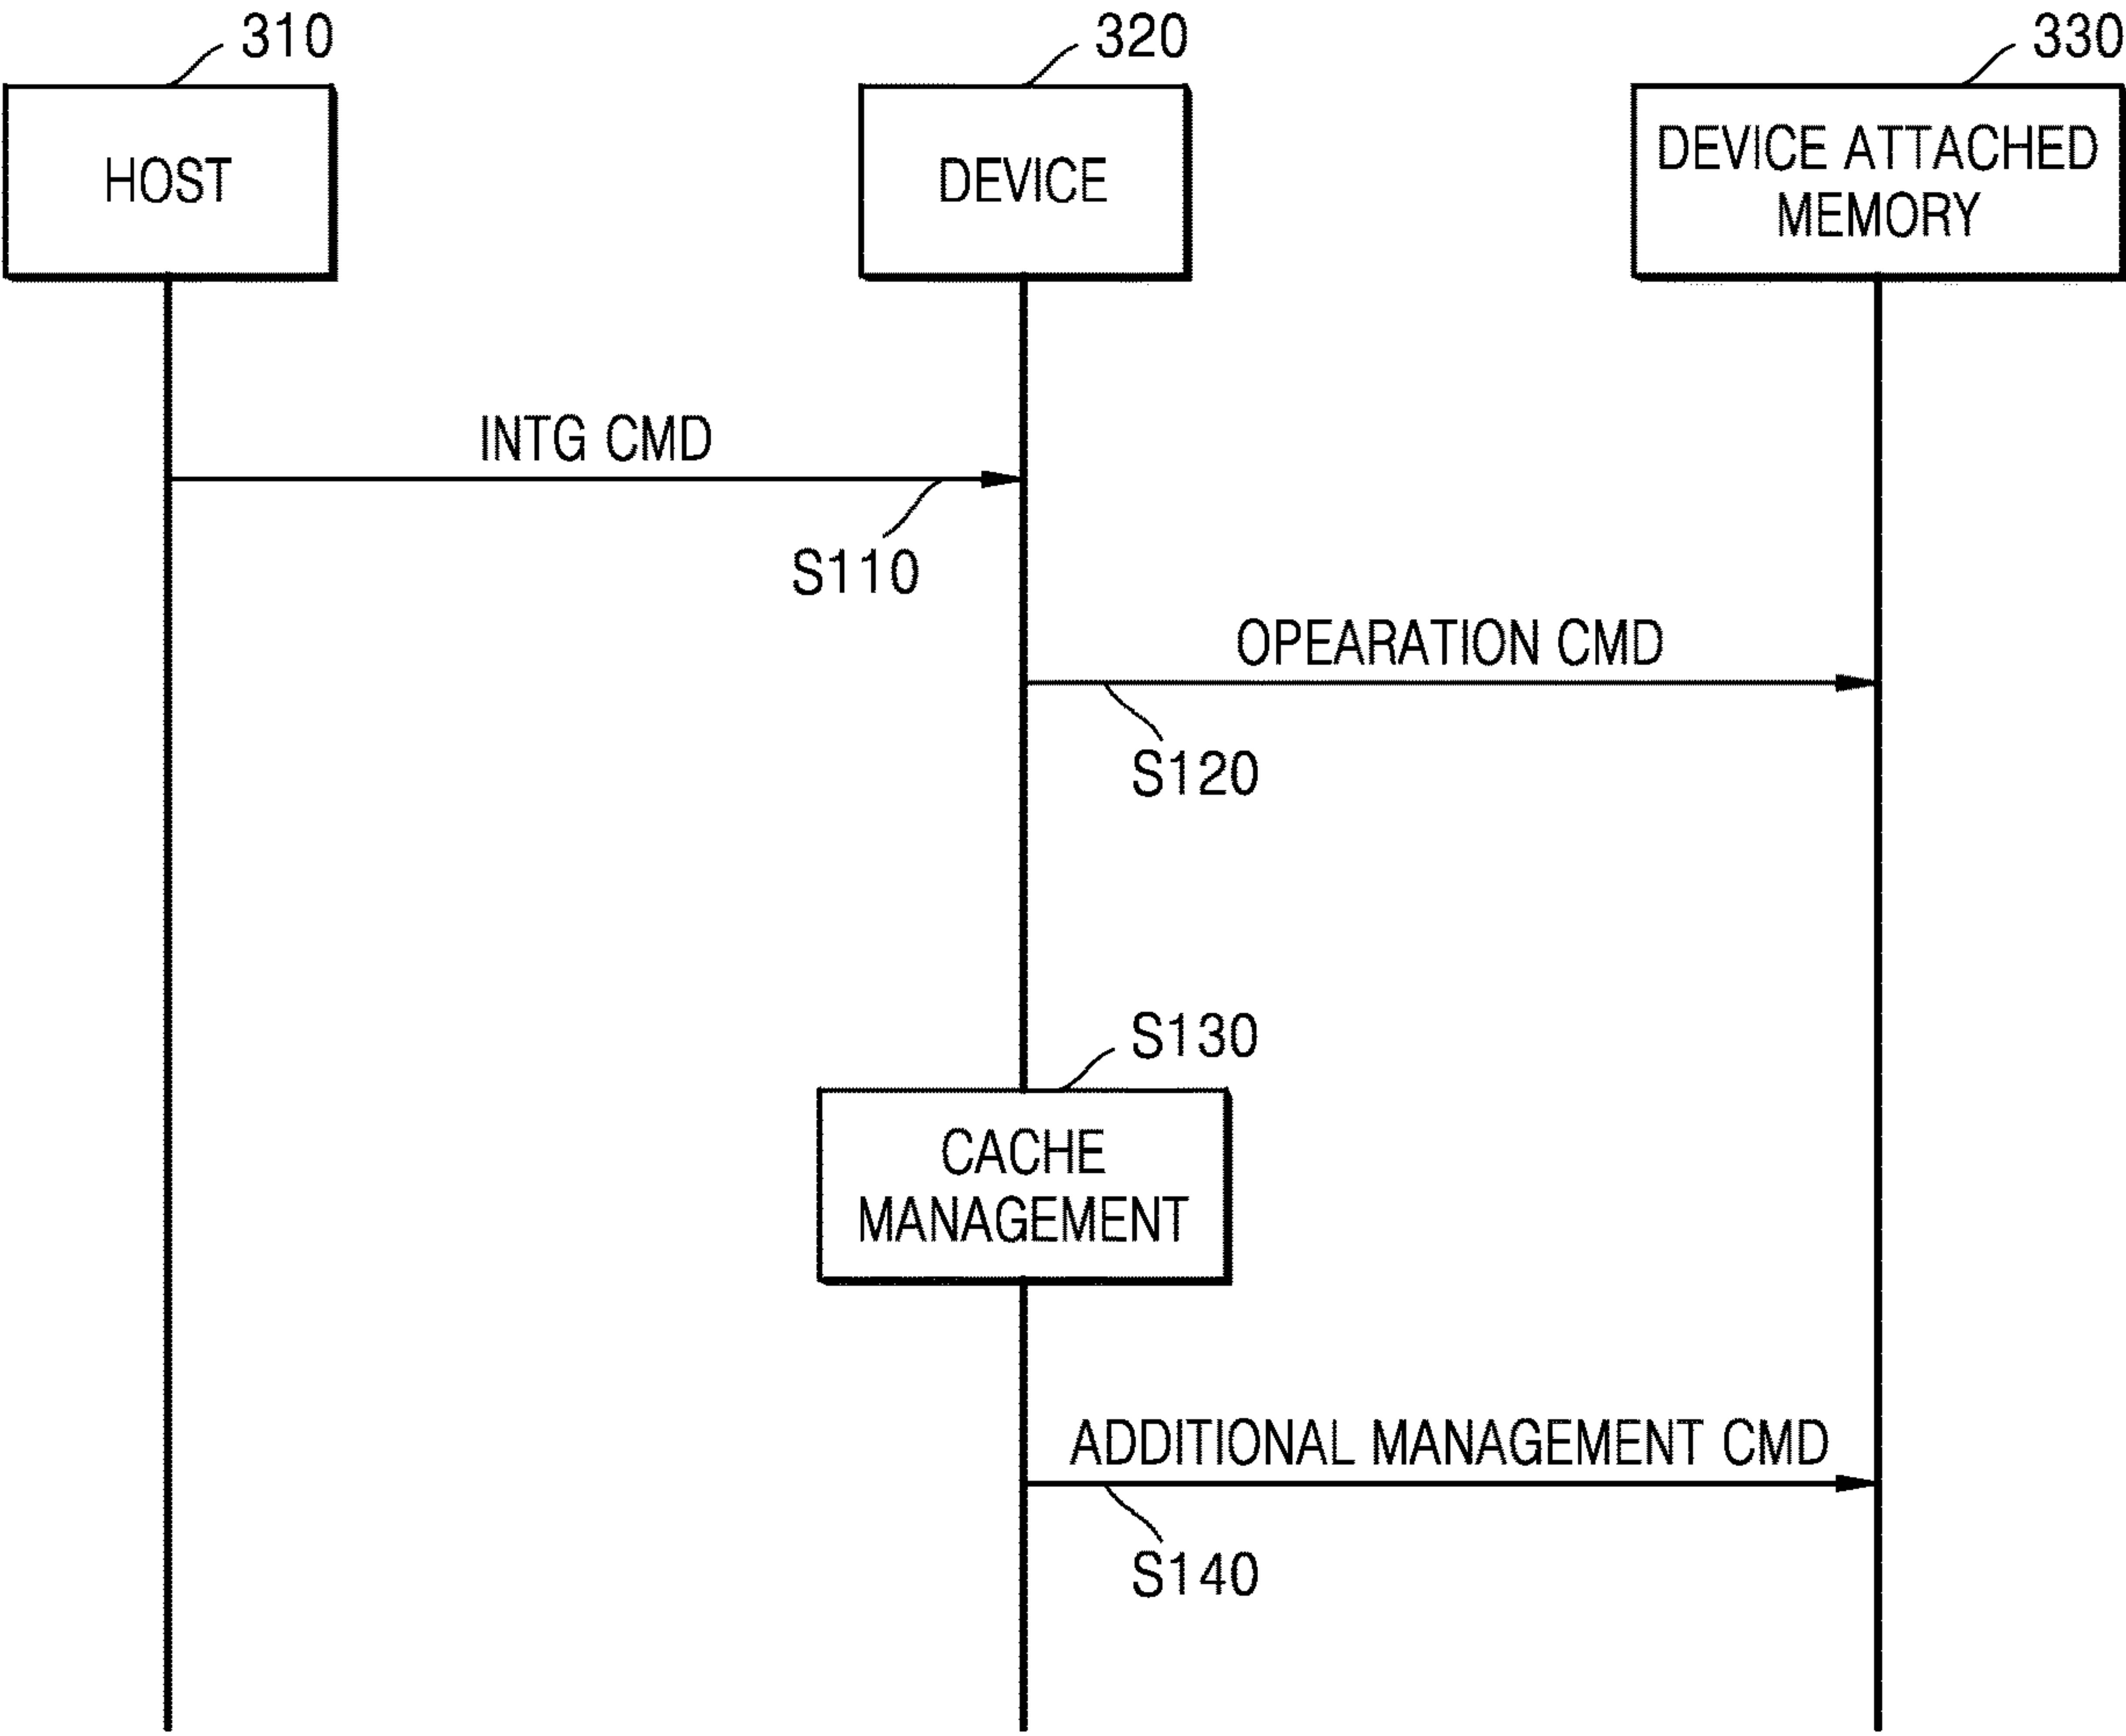 310
320
330
HOST
DEVICE
DEVICE ATTACHED
MEMORY
INTG CMD
S110
OPEARATION CMD
S120
S130
CACHE
MANAGEMENT
ADDITIONAL MANAGEMENT CMD
S140